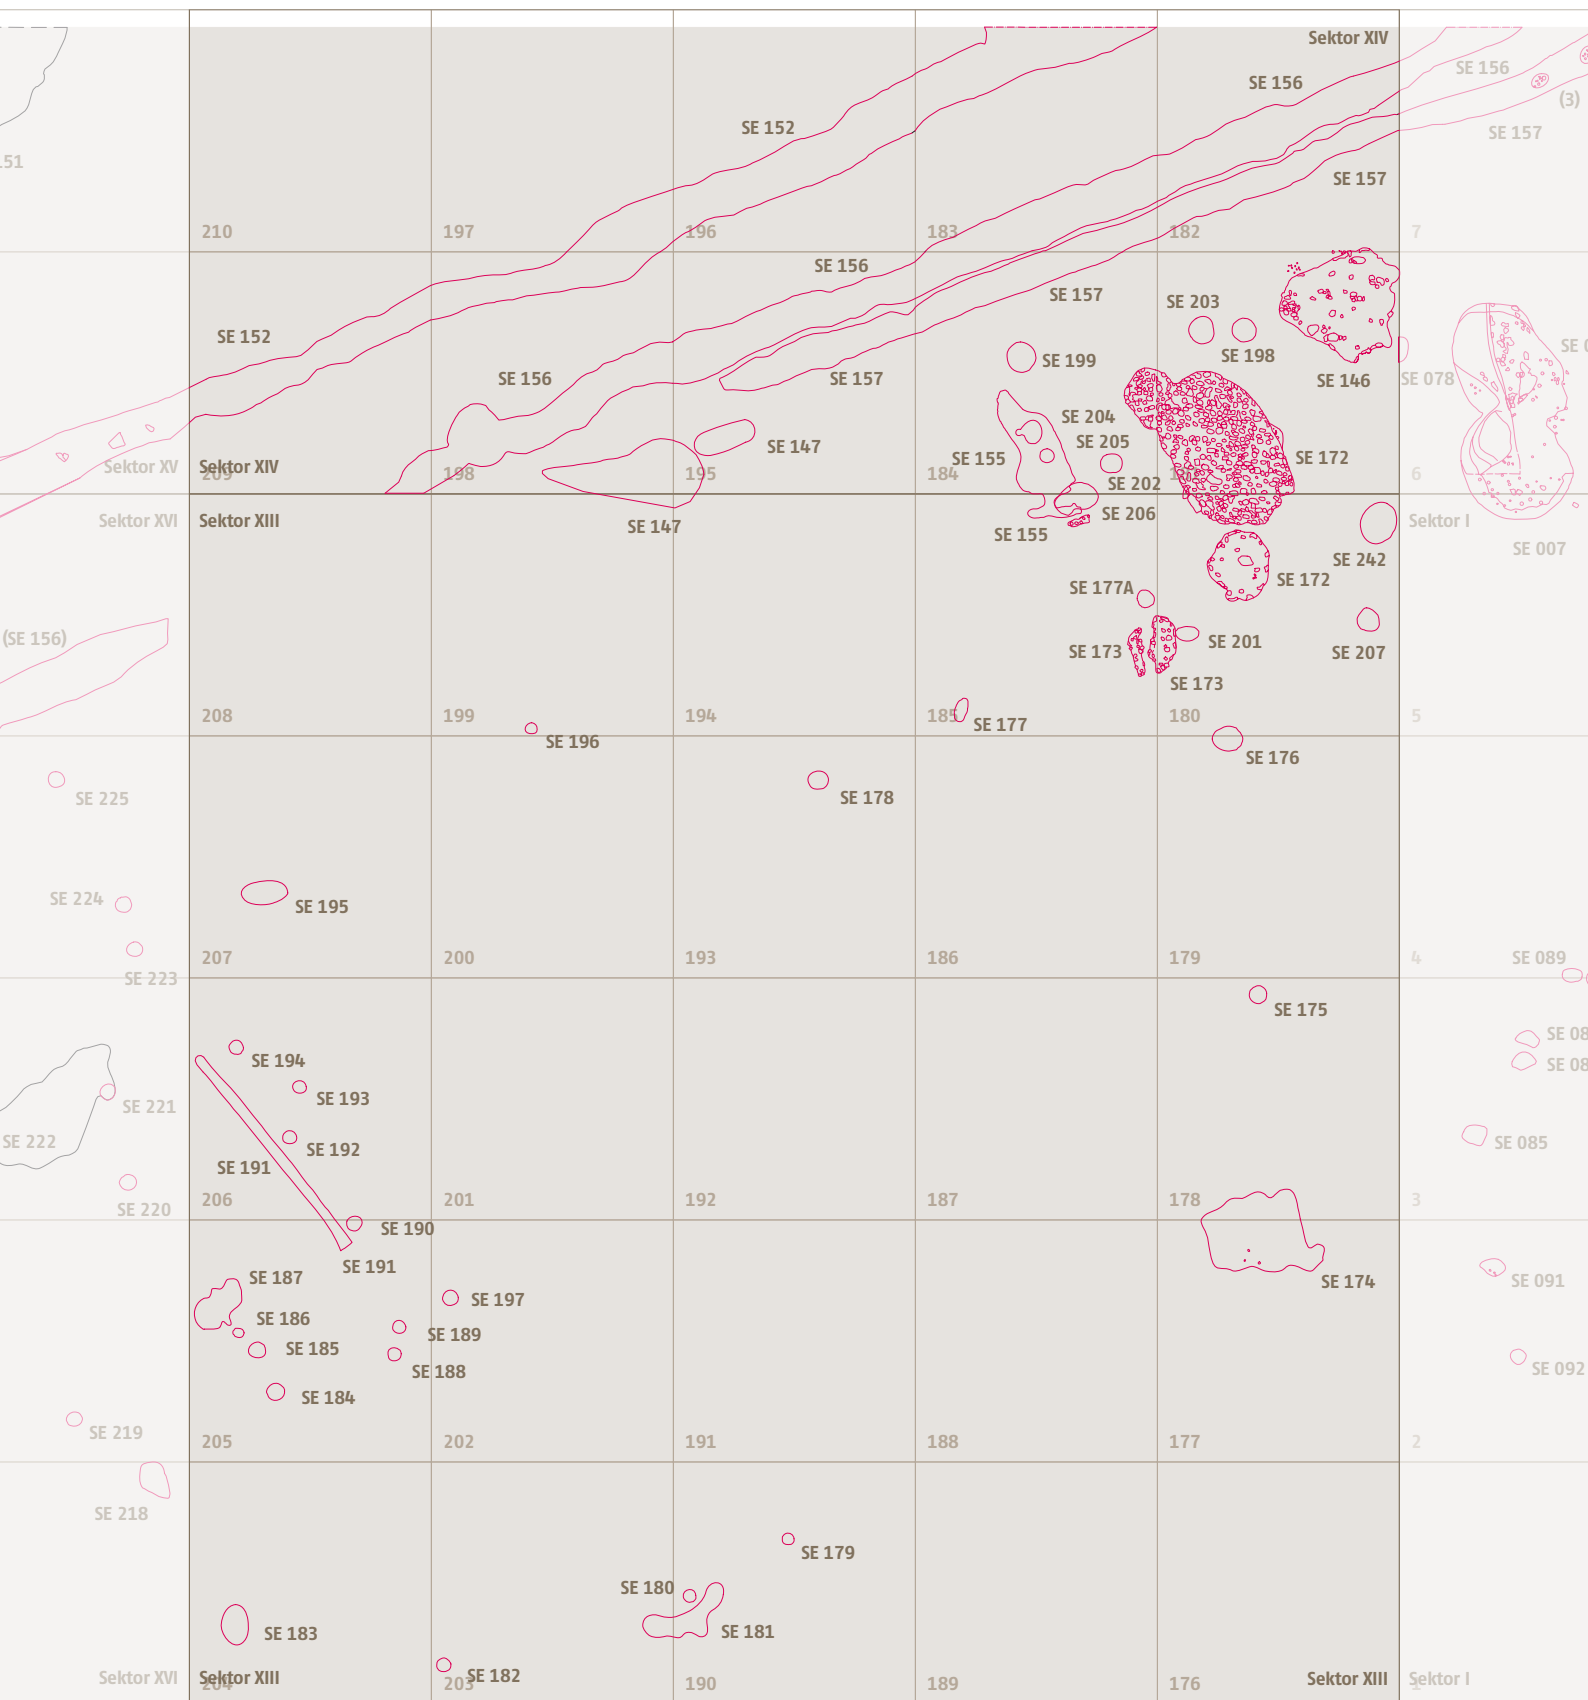 Sektor XIV
SE 156
SE 156
(3)
SE 152
SE 157
151
SE 157
210
197
196
183
182
7
SE 156
SE 157
SE 203
SE 152
SE 199
SE 198
SE 0
SE 156
SE 157
SE 146
SE 078
SE 204
SE 205
SE 147
SE 155
SE 172
Sektor XV
Sektor XIV
209
198
195
184
6
SE 202
SE 206
Sektor XVI
Sektor XIII
SE 147
SE 155
Sektor I
SE 007
SE 242
SE 172
SE 177A
(SE 156)
SE 173
SE 201
SE 207
SE 173
208
199
194
185
180
5
SE 177
SE 196
SE 176
SE 225
SE 178
SE 224
SE 195
207
200
193
186
179
4
SE 089
SE 223
SE 175
SE 08
SE 194
SE 08
SE 193
SE 221
SE 222
SE 192
SE 085
SE 191
206
201
192
187
178
3
SE 220
SE 190
SE 191
SE 187
SE 174
SE 091
SE 197
SE 186
SE 189
SE 185
SE 188
SE 092
SE 184
SE 219
205
202
191
188
177
2
SE 218
SE 179
SE 180
SE 183
SE 181
SE 182
Sektor XVI
Sektor XIII
204
203
190
189
176
Sektor XIII
Sektor I